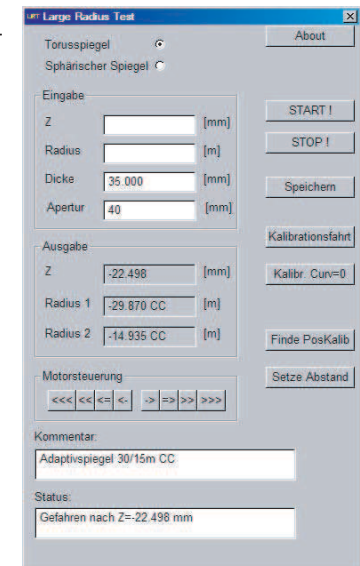 LRT Large Radius Test
Torusspiegel
Sphärischer Spiegel
About
Eingabe
Z [mm]
Radius [m]
Dicke 35.000 [mm]
Apertur 40 [mm]
START !
STOP !
Speichern
Ausgabe
Z -22.498 [mm]
Radius 1 -29.870 CC [m]
Radius 2 -14.935 CC [m]
Kalibrationsfahrt
Kalibr. Curv=0
Finde PosKalib
Setze Abstand
Motorsteuerung
<<< << <= <- -> => >> >>>
Kommentar:
Adaptivspiegel 30/15m CC
Status:
Gefahren nach Z=-22.498 mm